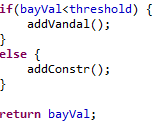 if(bayVal<threshold) {
addVandal();
}
else {
addConstr();
}
return bayVal;